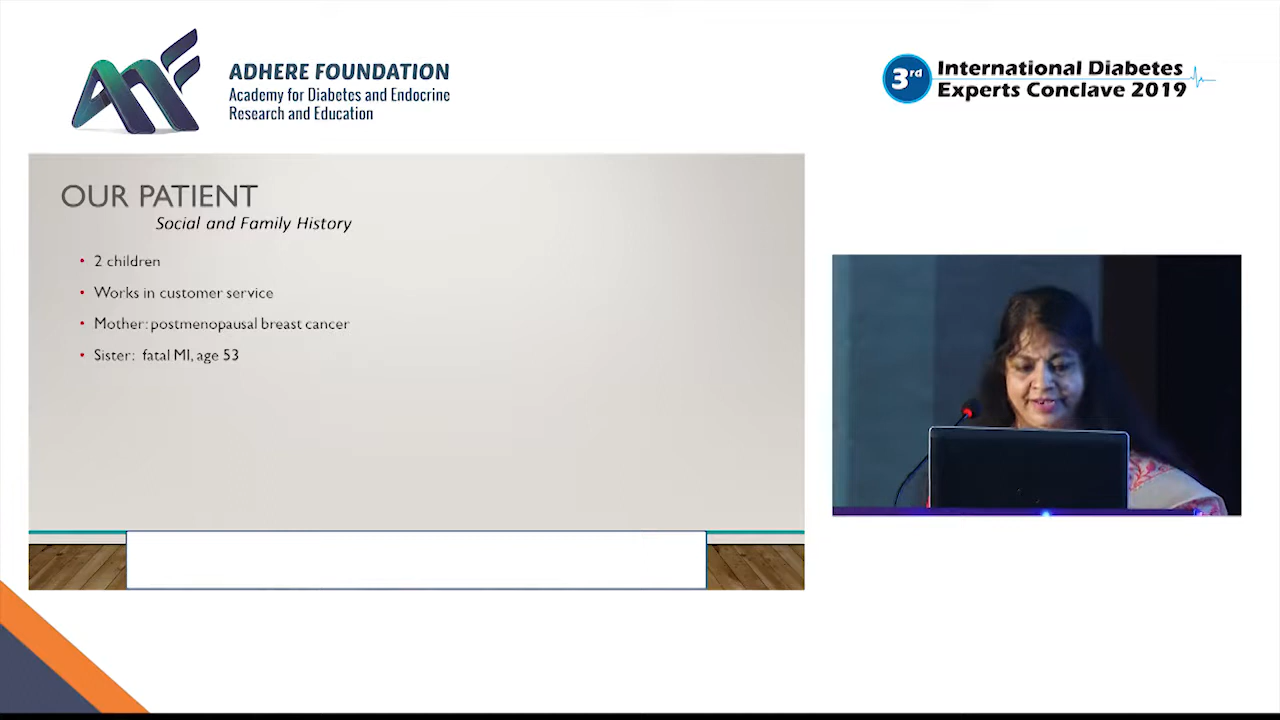 ADHERE FOUNDATION
Academy for Diabetes and Endocrine
Research and Education
3rd International Diabetes
Experts Conclave 2019
OUR PATIENT
Social and Family History
• 2 children
• Works in customer service
• Mother: postmenopausal breast cancer
• Sister: fatal MI, age 53